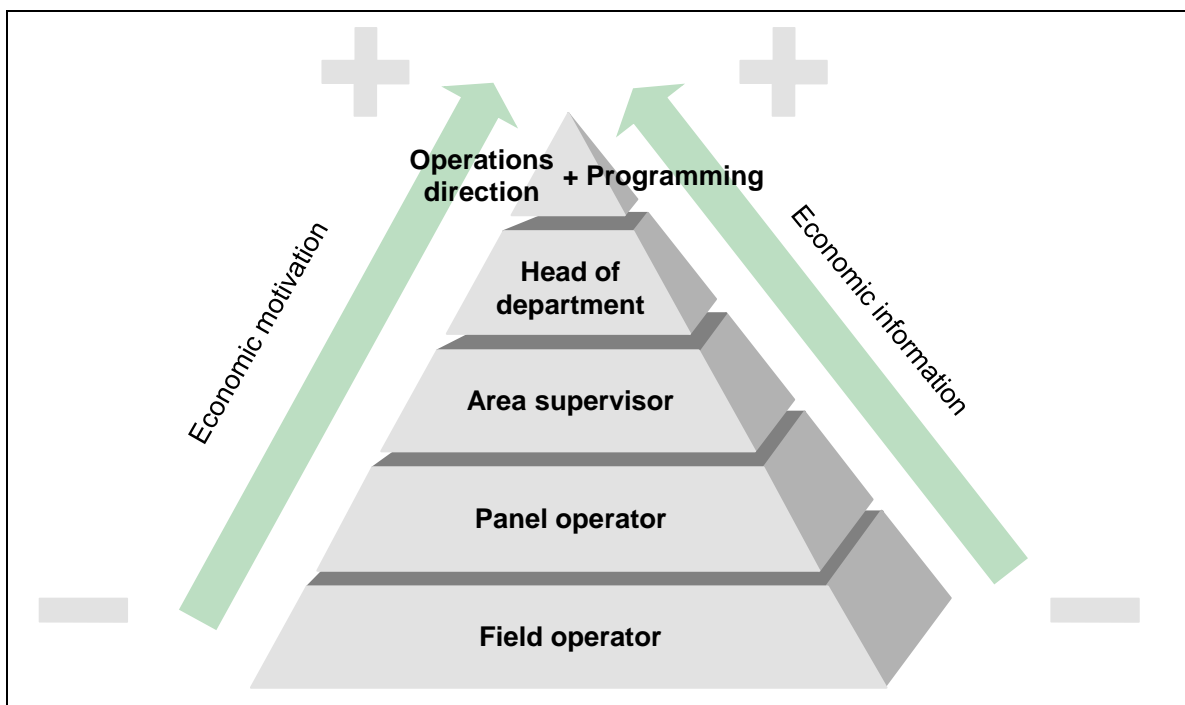 Operations
direction
+ Programming
Head of
department
Economic motivation
Economic information
Area supervisor
Panel operator
Field operator